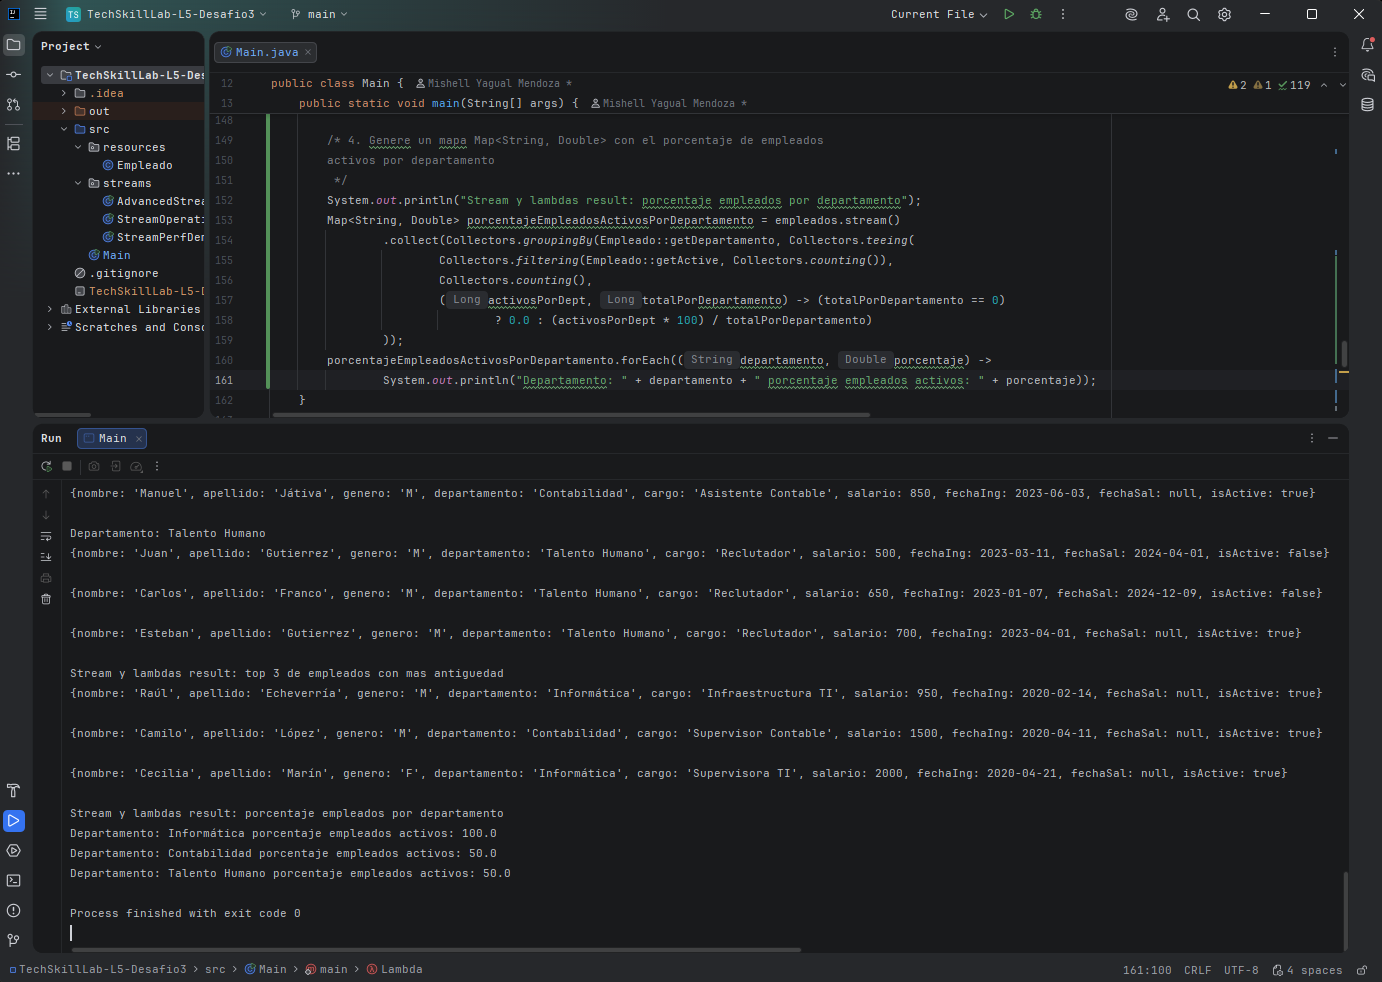 TS TechSkillLab-L5-Desafio3 main Current File
Project
Main.java
TechSkillLab-L5-Des
.idea
out
src
resources
Empleado
streams
AdvancedStrea
StreamOperati
StreamPerfDem
Main
.gitignore
TechSkillLab-L5-D
External Libraries
Scratches and Conso
2 1 119
12 public class Main { Mishell Yagual Mendoza *
13 public static void main(String[] args) { Mishell Yagual Mendoza *
148
149 /* 4. Genere un mapa Map<String, Double> con el porcentaje de empleados
150 activos por departamento
151 */
152 System.out.println("Stream y lambdas result: porcentaje empleados por departamento");
153 Map<String, Double> porcentajeEmpleadosActivosPorDepartamento = empleados.stream()
154 .collect(Collectors.groupingBy(Empleado::getDepartamento, Collectors.teeing(
155 Collectors.filtering(Empleado::getActive, Collectors.counting()),
156 Collectors.counting(),
157 ( Long activosPorDept, Long totalPorDepartamento) -> (totalPorDepartamento == 0)
158 ? 0.0 : (activosPorDept * 100) / totalPorDepartamento)
159 ));
160 porcentajeEmpleadosActivosPorDepartamento.forEach(( String departamento, Double porcentaje) ->
161 System.out.println("Departamento: " + departamento + " porcentaje empleados activos: " + porcentaje));
162 }
Run Main
{nombre: 'Manuel', apellido: 'Játiva', genero: 'M', departamento: 'Contabilidad', cargo: 'Asistente Contable', salario: 850, fechaIng: 2023-06-03, fechaSal: null, isActive: true}
Departamento: Talento Humano
{nombre: 'Juan', apellido: 'Gutierrez', genero: 'M', departamento: 'Talento Humano', cargo: 'Reclutador', salario: 500, fechaIng: 2023-03-11, fechaSal: 2024-04-01, isActive: false}
{nombre: 'Carlos', apellido: 'Franco', genero: 'M', departamento: 'Talento Humano', cargo: 'Reclutador', salario: 650, fechaIng: 2023-01-07, fechaSal: 2024-12-09, isActive: false}
{nombre: 'Esteban', apellido: 'Gutierrez', genero: 'M', departamento: 'Talento Humano', cargo: 'Reclutador', salario: 700, fechaIng: 2023-04-01, fechaSal: null, isActive: true}
Stream y lambdas result: top 3 de empleados con mas antiguedad
{nombre: 'Raúl', apellido: 'Echeverría', genero: 'M', departamento: 'Informática', cargo: 'Infraestructura TI', salario: 950, fechaIng: 2020-02-14, fechaSal: null, isActive: true}
{nombre: 'Camilo', apellido: 'López', genero: 'M', departamento: 'Contabilidad', cargo: 'Supervisor Contable', salario: 1500, fechaIng: 2020-04-11, fechaSal: null, isActive: true}
{nombre: 'Cecilia', apellido: 'Marín', genero: 'F', departamento: 'Informática', cargo: 'Supervisora TI', salario: 2000, fechaIng: 2020-04-21, fechaSal: null, isActive: true}
Stream y lambdas result: porcentaje empleados por departamento
Departamento: Informática porcentaje empleados activos: 100.0
Departamento: Contabilidad porcentaje empleados activos: 50.0
Departamento: Talento Humano porcentaje empleados activos: 50.0
Process finished with exit code 0
TechSkillLab-L5-Desafio3 > src > Main > main > Lambda 161:100 CRLF UTF-8 4 spaces